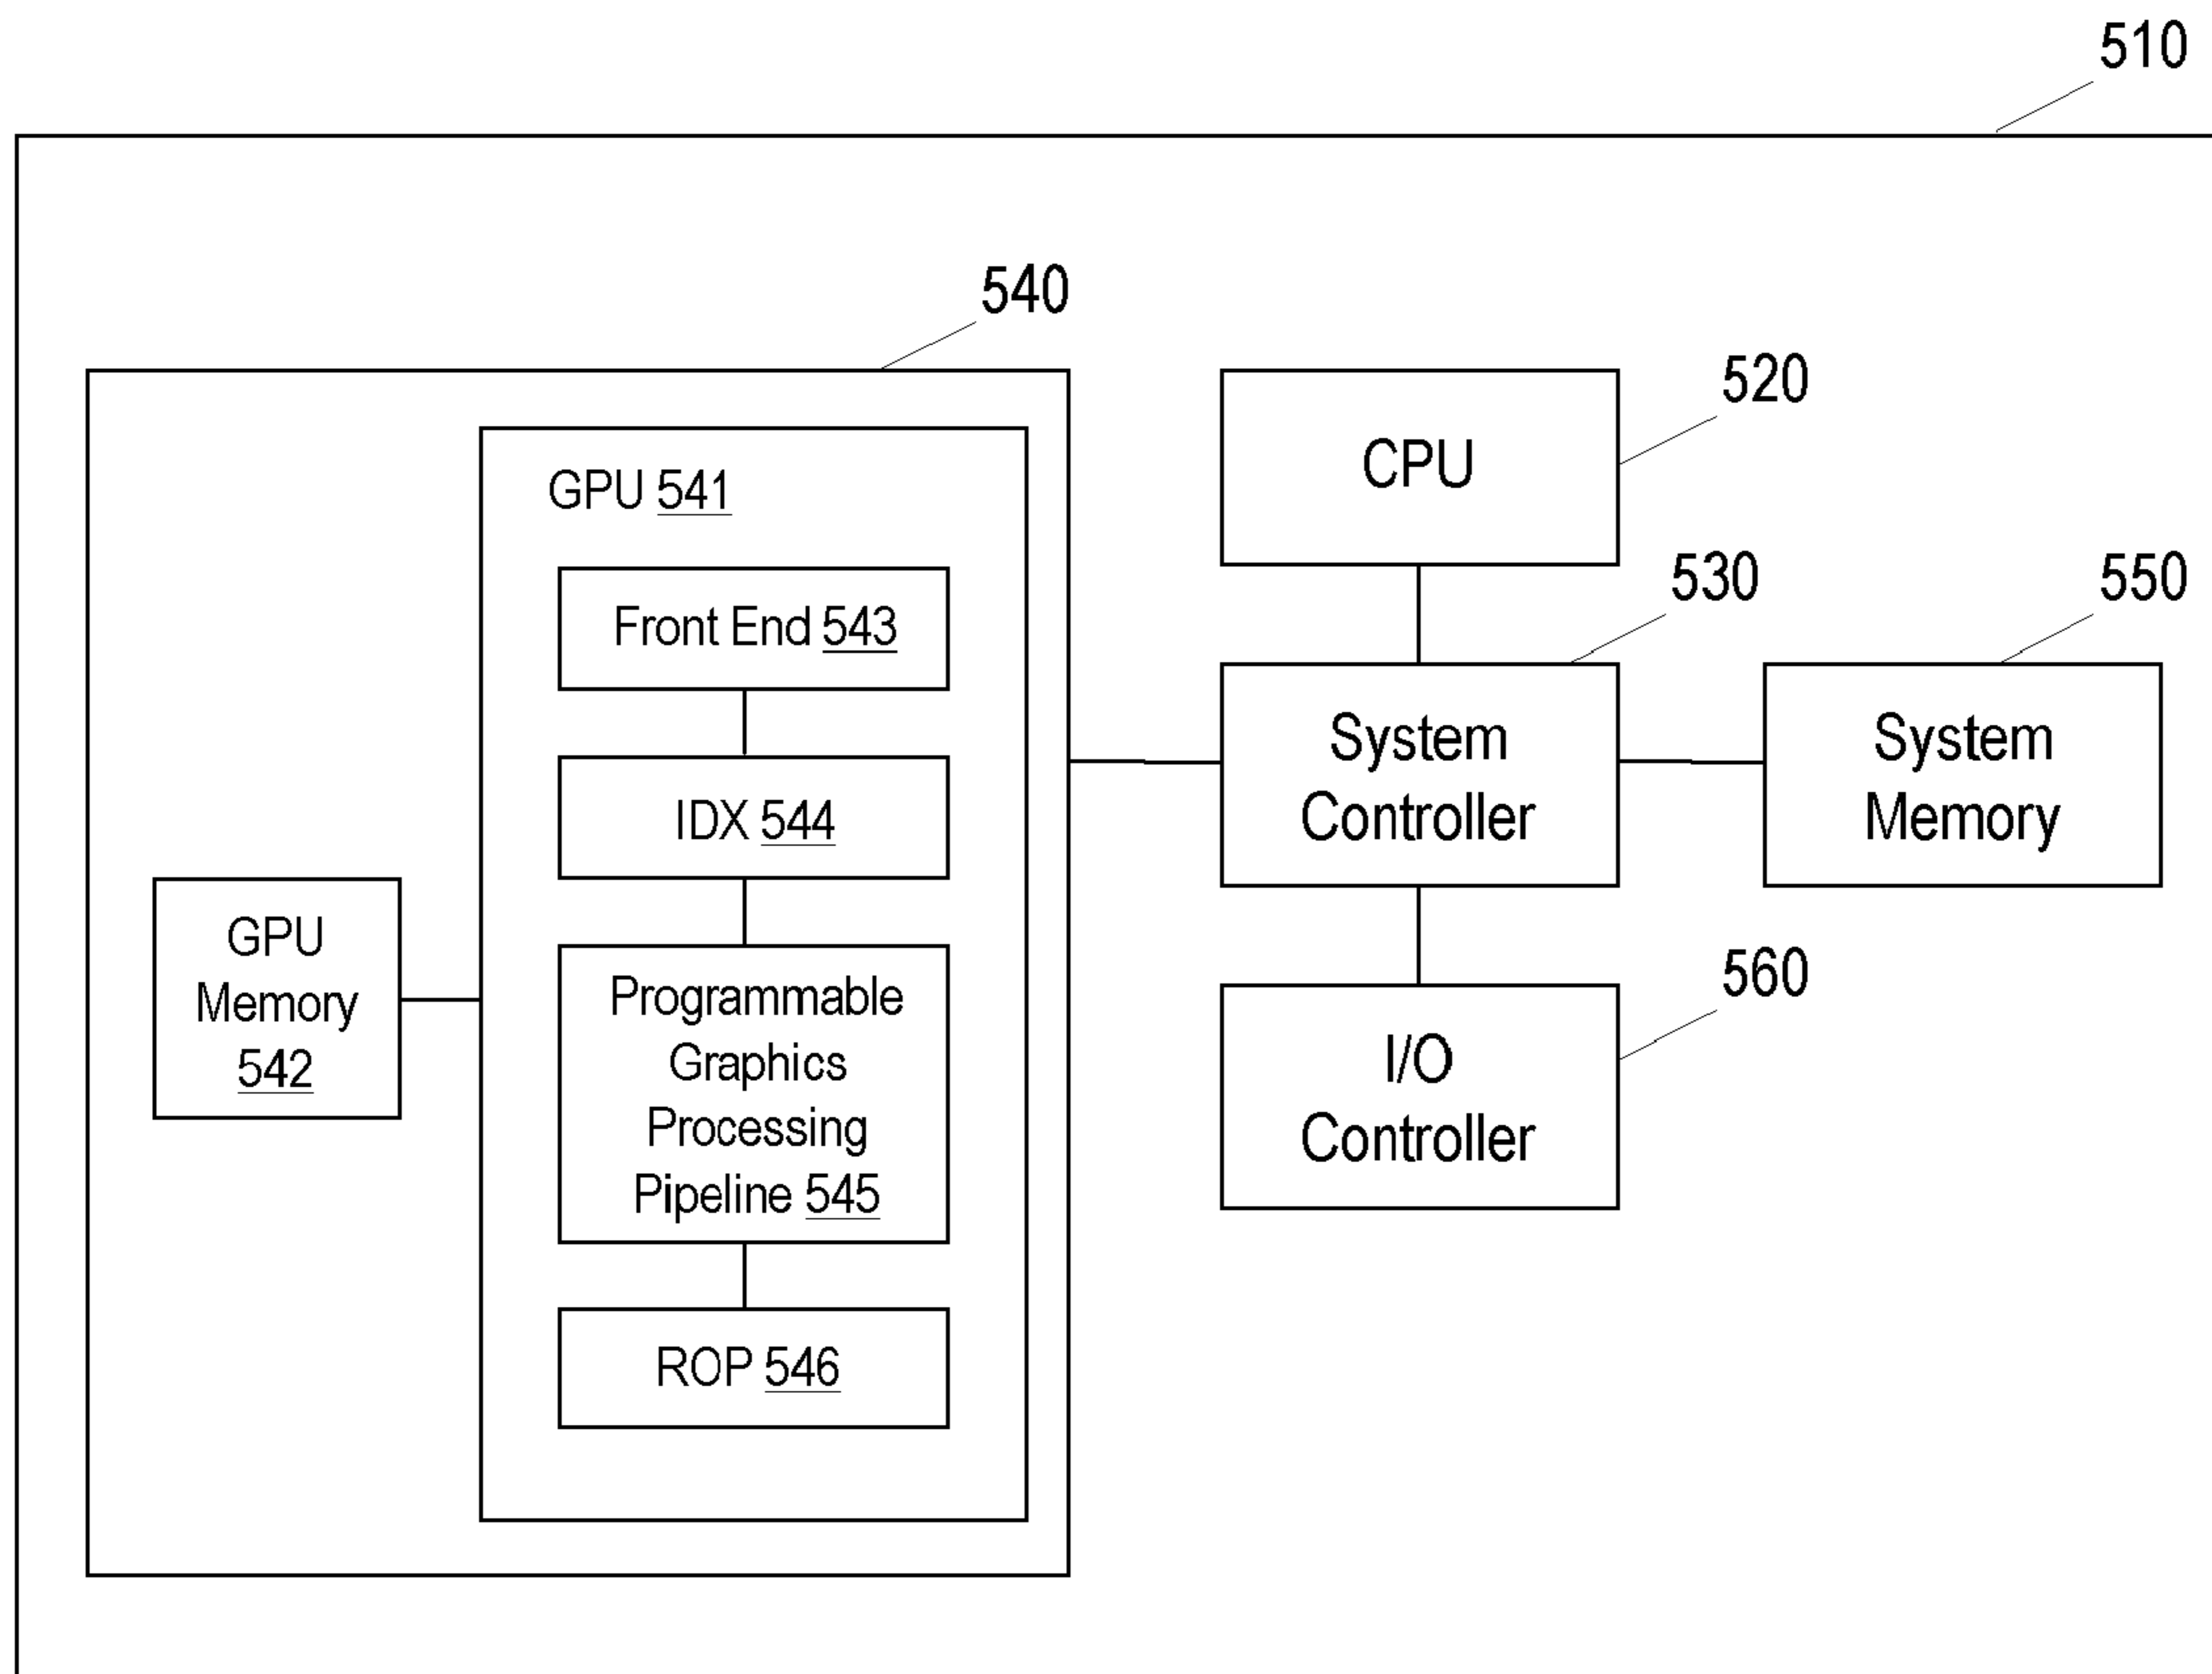 510
540
520
CPU
GPU 541
530
550
Front End 543
System
Controller
System
Memory
IDX 544
GPU
Memory
542
560
Programmable
Graphics
Processing
Pipeline 545
I/O
Controller
ROP 546